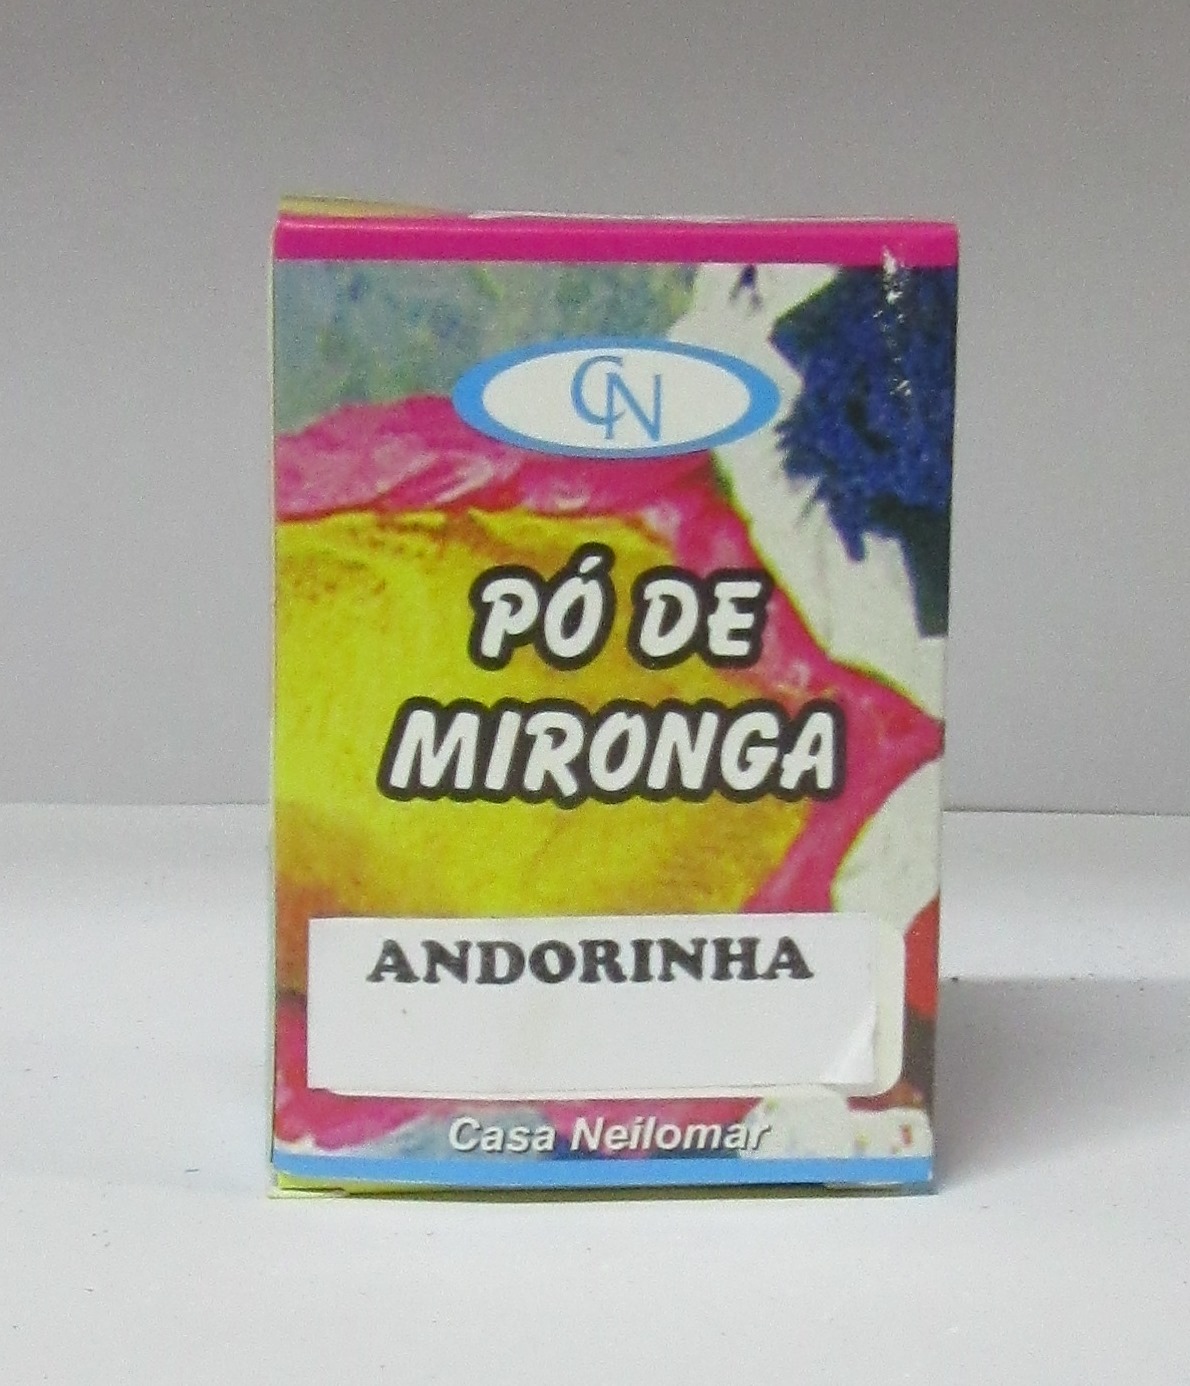 CN
PÓ DE
MIRONGA
ANDORINHA
Casa Neilomar